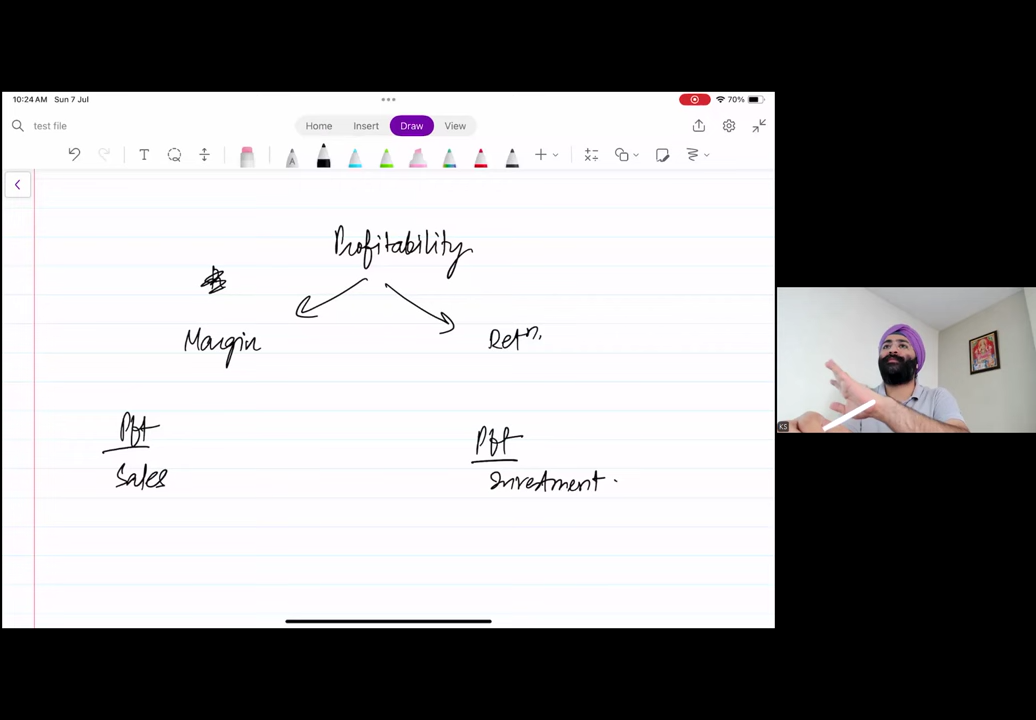 10:24 AM Sun 7 Jul
70%
test file
Home Insert Draw View
T
A
Profitability
Margin
Retn.
Pft
Sales
Pft
Investment.
KS